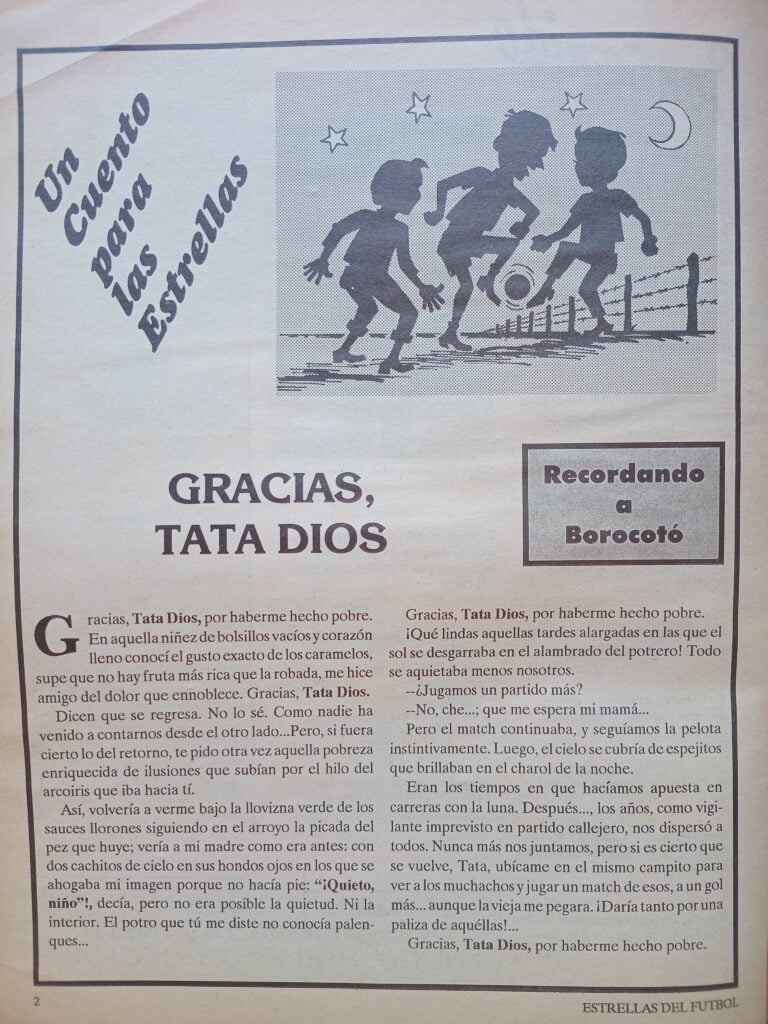 Un
Cuento
para
las
Estrellas
GRACIAS,
TATA DIOS
Recordando
a
Borocotó
Gracias, Tata Dios, por haberme hecho pobre.
En aquella niñez de bolsillos vacíos y corazón
lleno conocí el gusto exacto de los caramelos,
supe que no hay fruta más rica que la robada, me hice
amigo del dolor que ennoblece. Gracias, Tata Dios.
Dicen que se regresa. No lo sé. Como nadie ha
venido a contarnos desde el otro lado...Pero, si fuera
cierto lo del retorno, te pido otra vez aquella pobreza
enriquecida de ilusiones que subían por el hilo del
arcoiris que iba hacia tí.
Así, volvería a verme bajo la llovizna verde de los
sauces llorones siguiendo en el arroyo la picada del
pez que huye; vería a mi madre como era antes: con
dos cachitos de cielo en sus hondos ojos en los que se
ahogaba mi imagen porque no hacía pie: “¡Quieto,
niño”!, decía, pero no era posible la quietud. Ni la
interior. El potro que tú me diste no conocía palen-
ques...
Gracias, Tata Dios, por haberme hecho pobre.
¡Qué lindas aquellas tardes alargadas en las que el
sol se desgarraba en el alambrado del potrero! Todo
se aquietaba menos nosotros.
--¿Jugamos un partido más?
--No, che...; que me espera mi mamá...
Pero el match continuaba, y seguíamos la pelota
instintivamente. Luego, el cielo se cubría de espejitos
que brillaban en el charol de la noche.
Eran los tiempos en que hacíamos apuesta en
carreras con la luna. Después..., los años, como vigi-
lante imprevisto en partido callejero, nos dispersó a
todos. Nunca más nos juntamos, pero si es cierto que
se vuelve, Tata, ubícame en el mismo campito para
ver a los muchachos y jugar un match de esos, a un gol
más... aunque la vieja me pegara. ¡Daría tanto por una
paliza de aquéllas!...
Gracias, Tata Dios, por haberme hecho pobre.
2
ESTRELLAS DEL FUTBOL